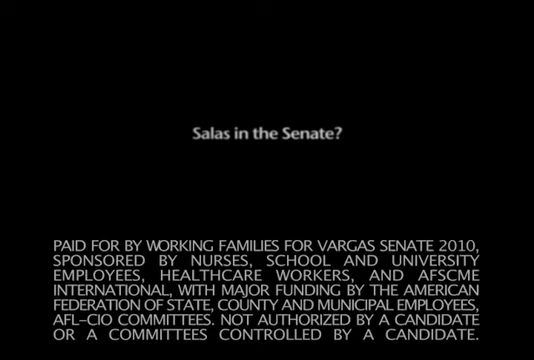 Salas in the Senate?
PAID FOR BY WORKING FAMILIES FOR VARGAS SENATE 2010,
SPONSORED BY NURSES, SCHOOL AND UNIVERSITY
EMPLOYEES, HEALTHCARE WORKERS, AND AFSCME
INTERNATIONAL, WITH MAJOR FUNDING BY THE AMERICAN
FEDERATION OF STATE, COUNTY AND MUNICIPAL EMPLOYEES,
AFL-CIO COMMITTEES. NOT AUTHORIZED BY A CANDIDATE
OR A COMMITTEES CONTROLLED BY A CANDIDATE.